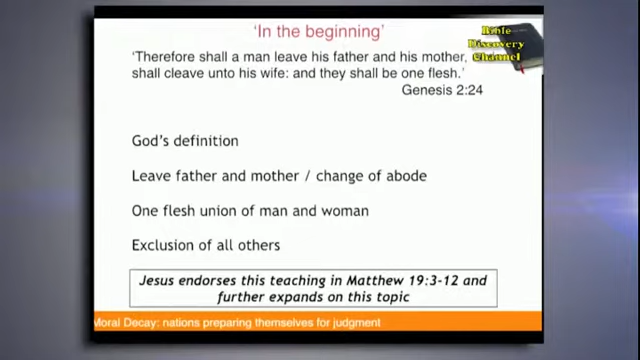 'In the beginning'
Bible
Discovery
Channel
'Therefore shall a man leave his father and his mother,
shall cleave unto his wife: and they shall be one flesh.'
Genesis 2:24
God's definition
Leave father and mother / change of abode
One flesh union of man and woman
Exclusion of all others
Jesus endorses this teaching in Matthew 19:3-12 and
further expands on this topic
Moral Decay: nations preparing themselves for judgment